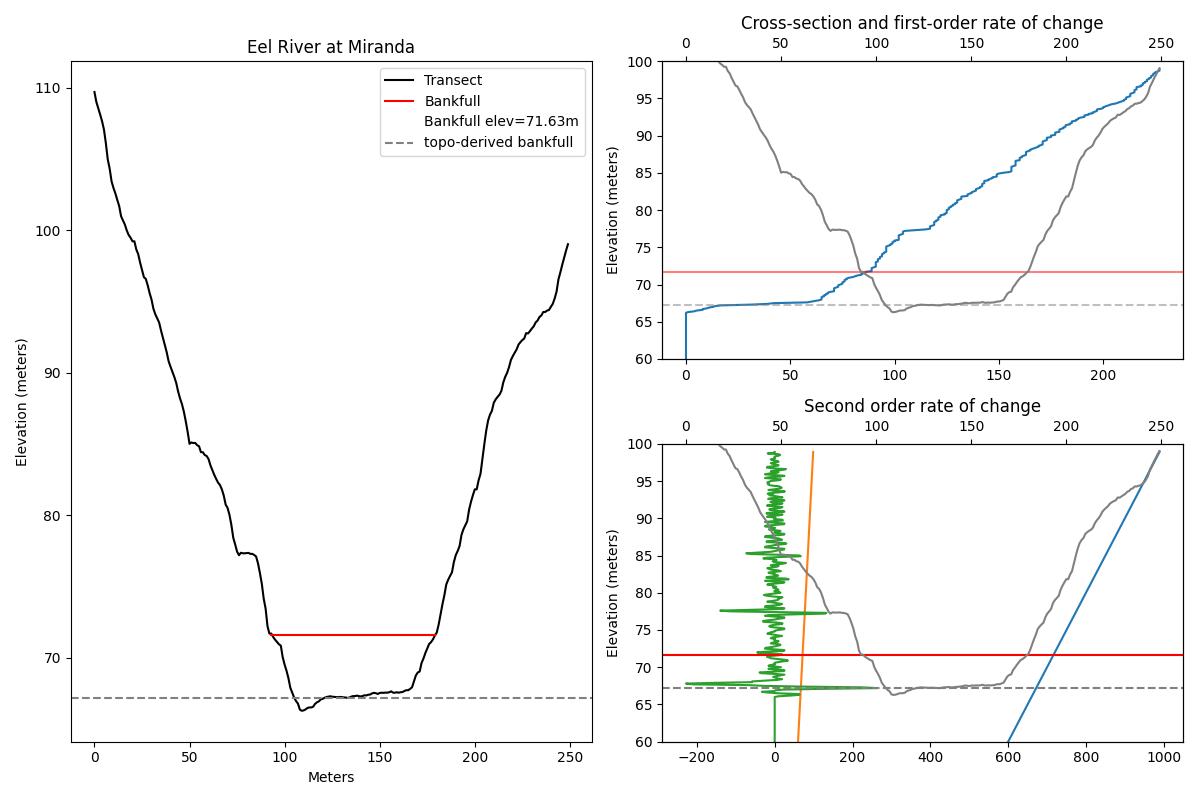 Eel River at Miranda
Elevation (meters)
110
100
90
80
70
Transect
Bankfull
Bankfull elev=71.63m
topo-derived bankfull
0 50 100 150 200 250
Meters
Cross-section and first-order rate of change
0 50 100 150 200 250
Elevation (meters)
100
95
90
85
80
75
70
65
60
0 50 100 150 200
Second order rate of change
0 50 100 150 200 250
Elevation (meters)
100
95
90
85
80
75
70
65
60
−200 0 200 400 600 800 1000